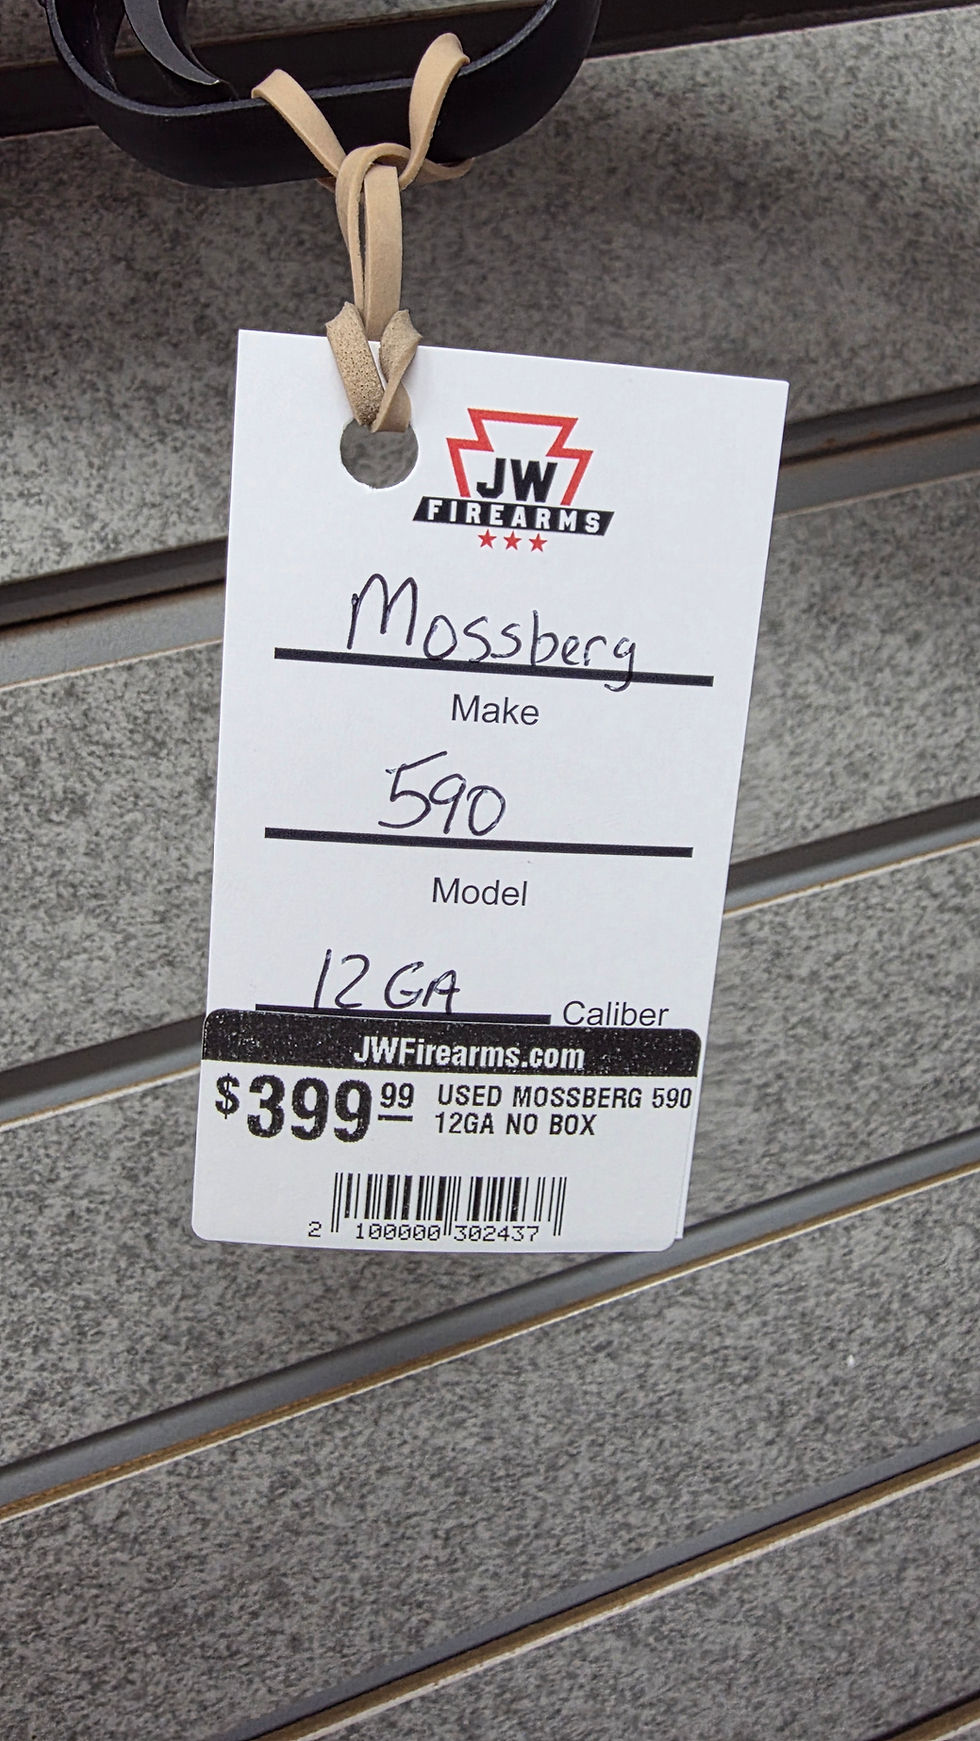 JW
FIREARMS
Mossberg
Make
590
Model
12 GA Caliber
JWFirearms.com
$399.99 USED MOSSBERG 590
12GA NO BOX
2 100000 302437